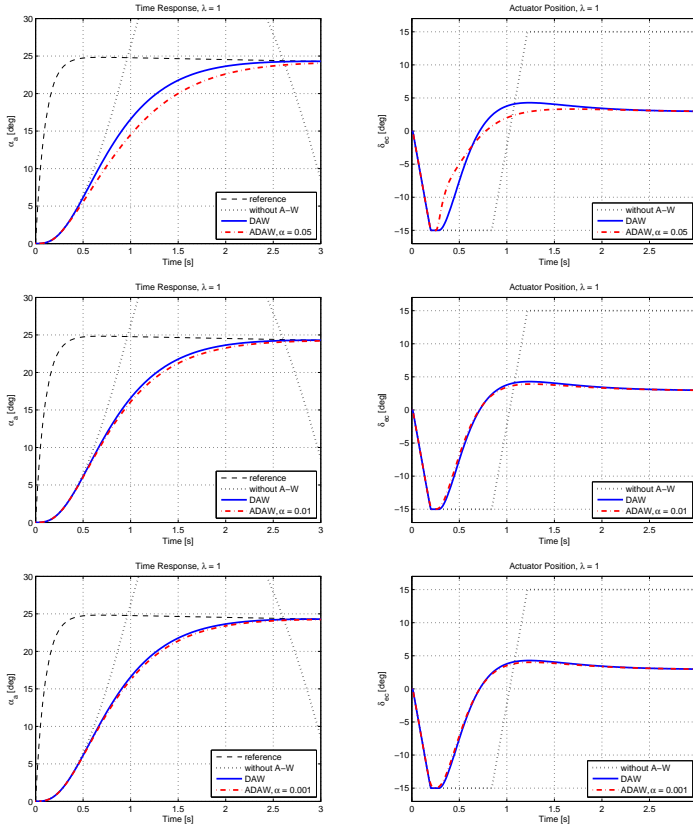 Time Response, λ = 1
30
25
20
15
10
5
0
α_a [deg]
0 0.5 1 1.5 2 2.5 3
Time [s]
reference
without A−W
DAW
ADAW, α = 0.05
Actuator Position, λ = 1
15
10
5
0
−5
−10
−15
δ_ec [deg]
0 0.5 1 1.5 2 2.5
Time [s]
without A−W
DAW
ADAW, α = 0.05
Time Response, λ = 1
30
25
20
15
10
5
0
α_a [deg]
0 0.5 1 1.5 2 2.5 3
Time [s]
reference
without A−W
DAW
ADAW, α = 0.01
Actuator Position, λ = 1
15
10
5
0
−5
−10
−15
δ_ec [deg]
0 0.5 1 1.5 2 2.5
Time [s]
without A−W
DAW
ADAW, α = 0.01
Time Response, λ = 1
30
25
20
15
10
5
0
α_a [deg]
0 0.5 1 1.5 2 2.5 3
Time [s]
reference
without A−W
DAW
ADAW, α = 0.001
Actuator Position, λ = 1
15
10
5
0
−5
−10
−15
δ_ec [deg]
0 0.5 1 1.5 2 2.5
Time [s]
without A−W
DAW
ADAW, α = 0.001